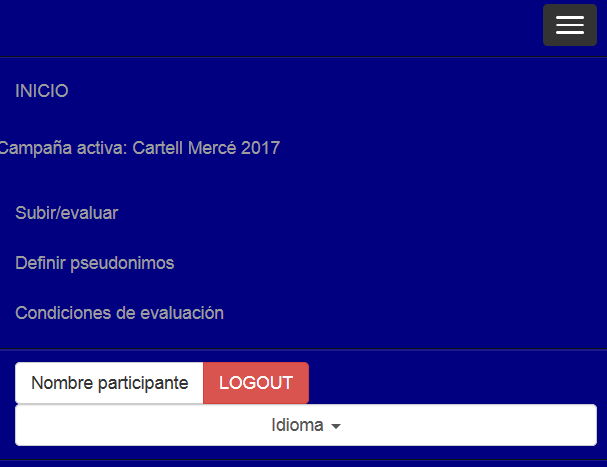 INICIO
Campaña activa: Cartell Mercé 2017
Subir/evaluar
Definir pseudonimos
Condiciones de evaluación
Nombre participante LOGOUT
Idioma